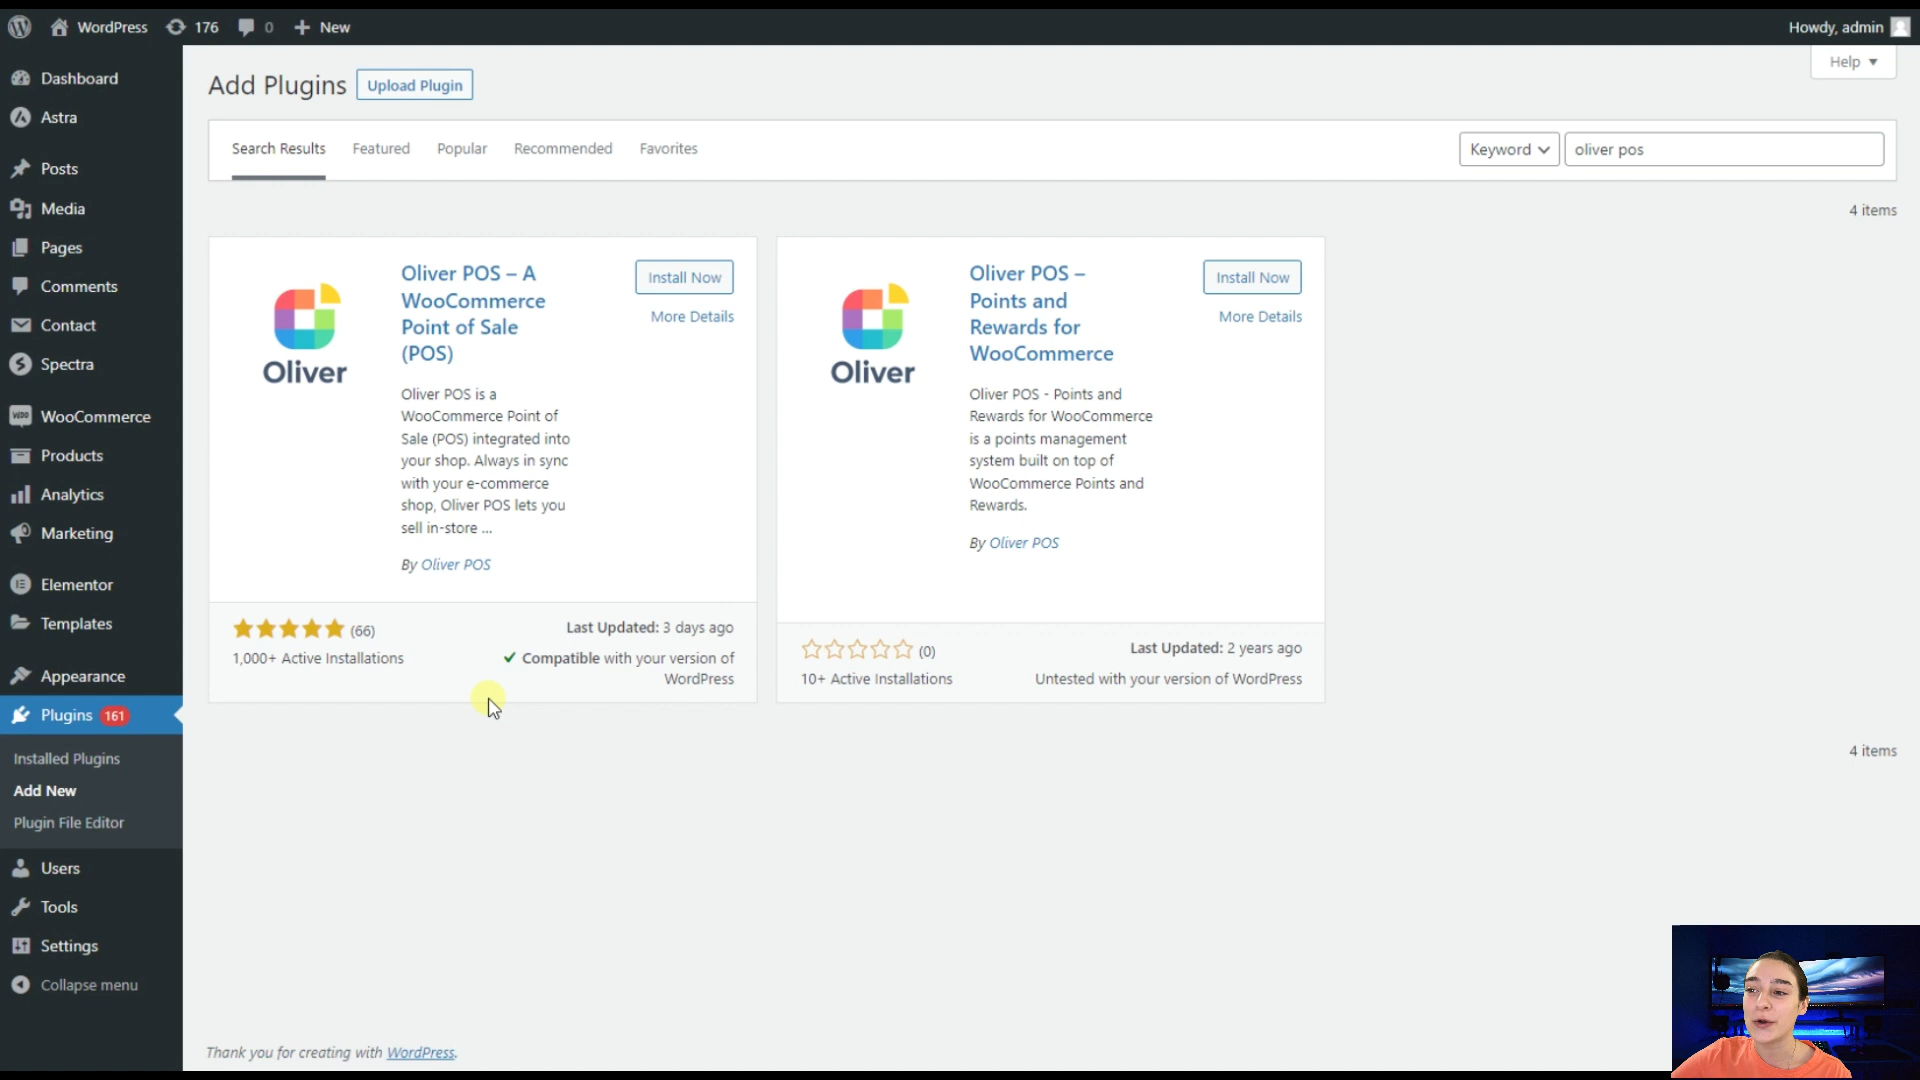 WordPress
176
0
New
Howdy, admin
Dashboard
Astra
Posts
Media
Pages
Comments
Contact
Spectra
WooCommerce
Products
Analytics
Marketing
Elementor
Templates
Appearance
Plugins 161
Installed Plugins
Add New
Plugin File Editor
Users
Tools
Settings
Collapse menu
Help
Add Plugins
Upload Plugin
Search Results
Featured
Popular
Recommended
Favorites
Keyword
oliver pos
4 items
Oliver
Oliver POS – A
WooCommerce
Point of Sale
(POS)
Install Now
More Details
Oliver POS is a
WooCommerce Point of
Sale (POS) integrated into
your shop. Always in sync
with your e-commerce
shop, Oliver POS lets you
sell in-store ...
By Oliver POS
(66)
1,000+ Active Installations
Last Updated: 3 days ago
Compatible with your version of
WordPress
Oliver
Oliver POS –
Points and
Rewards for
WooCommerce
Install Now
More Details
Oliver POS - Points and
Rewards for WooCommerce
is a points management
system built on top of
WooCommerce Points and
Rewards.
By Oliver POS
(0)
10+ Active Installations
Last Updated: 2 years ago
Untested with your version of WordPress
4 items
Thank you for creating with WordPress.